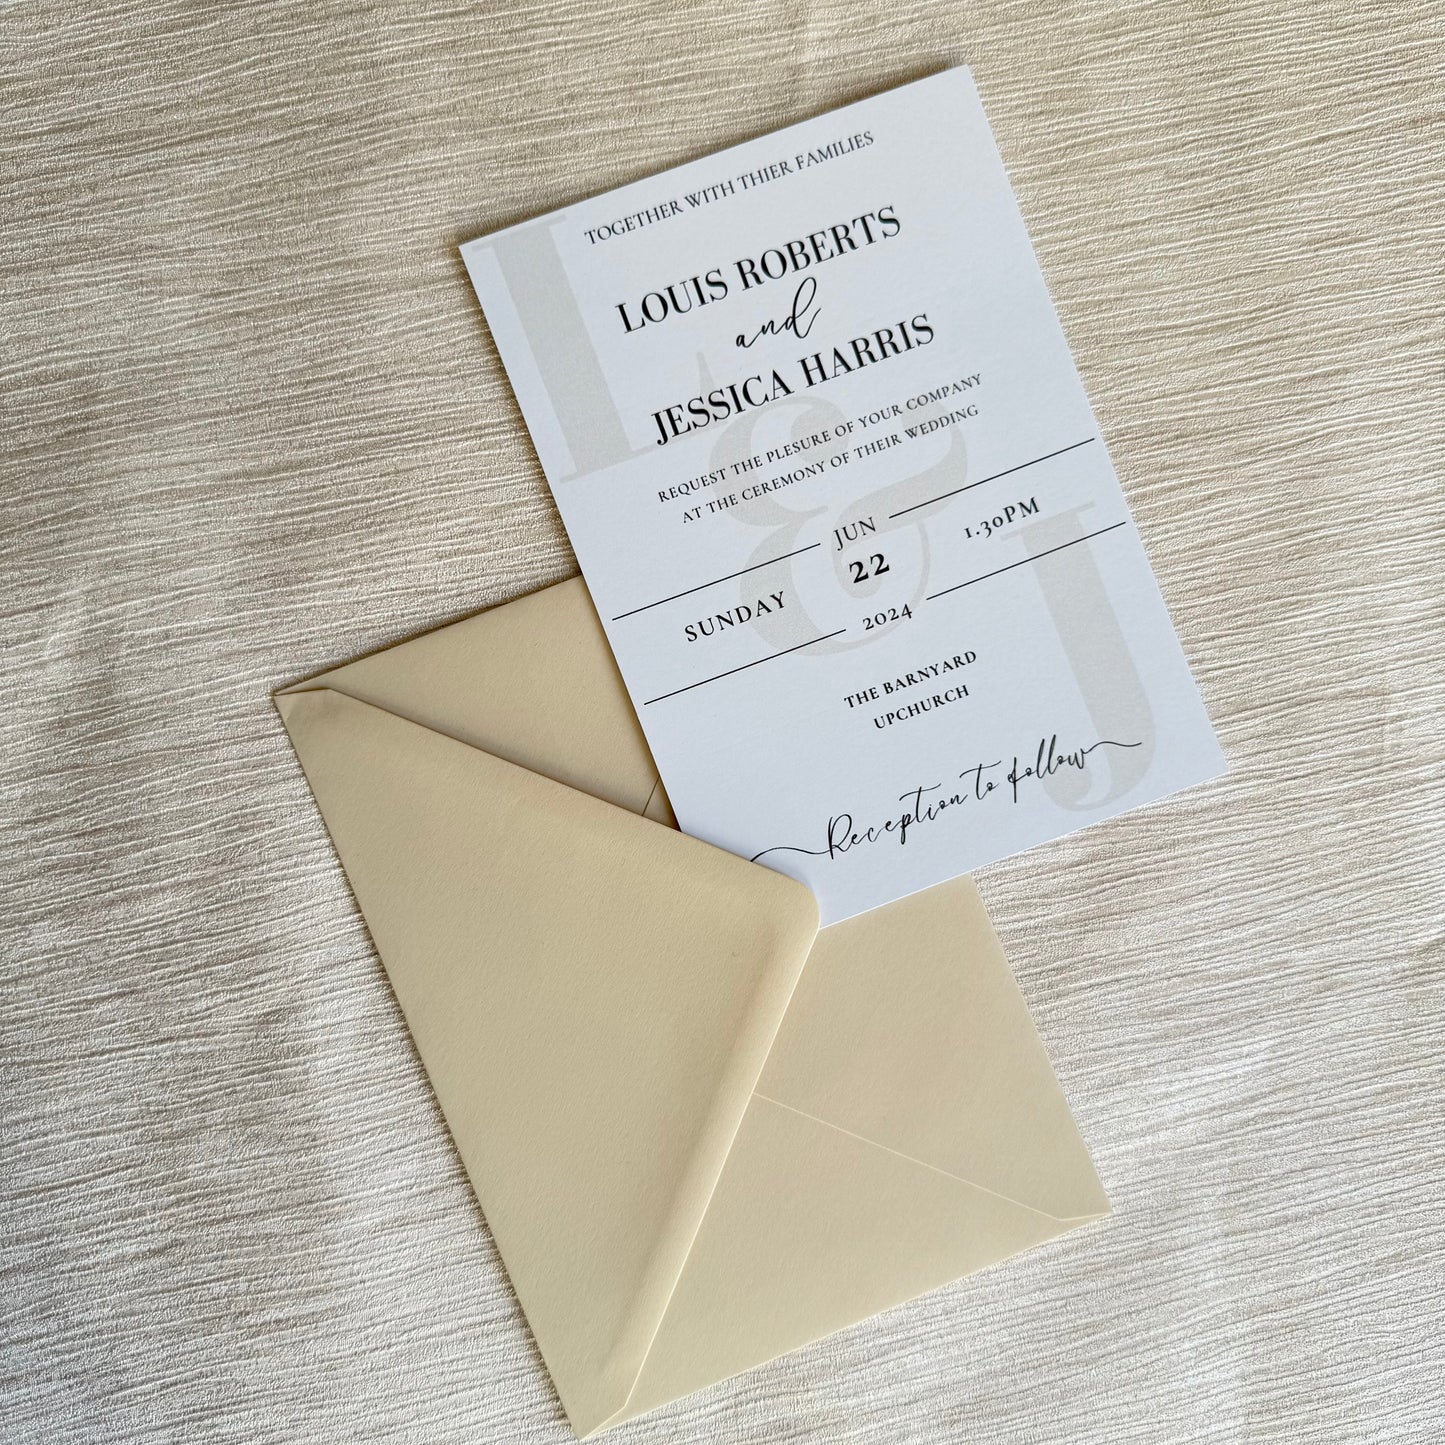 TOGETHER WITH THIER FAMILIES
LOUIS ROBERTS
and
JESSICA HARRIS
REQUEST THE PLESURE OF YOUR COMPANY
AT THE CEREMONY OF THEIR WEDDING
JUN
SUNDAY 22 1.30PM
2024
THE BARNYARD
UPCHURCH
Reception to follow
L
&
J